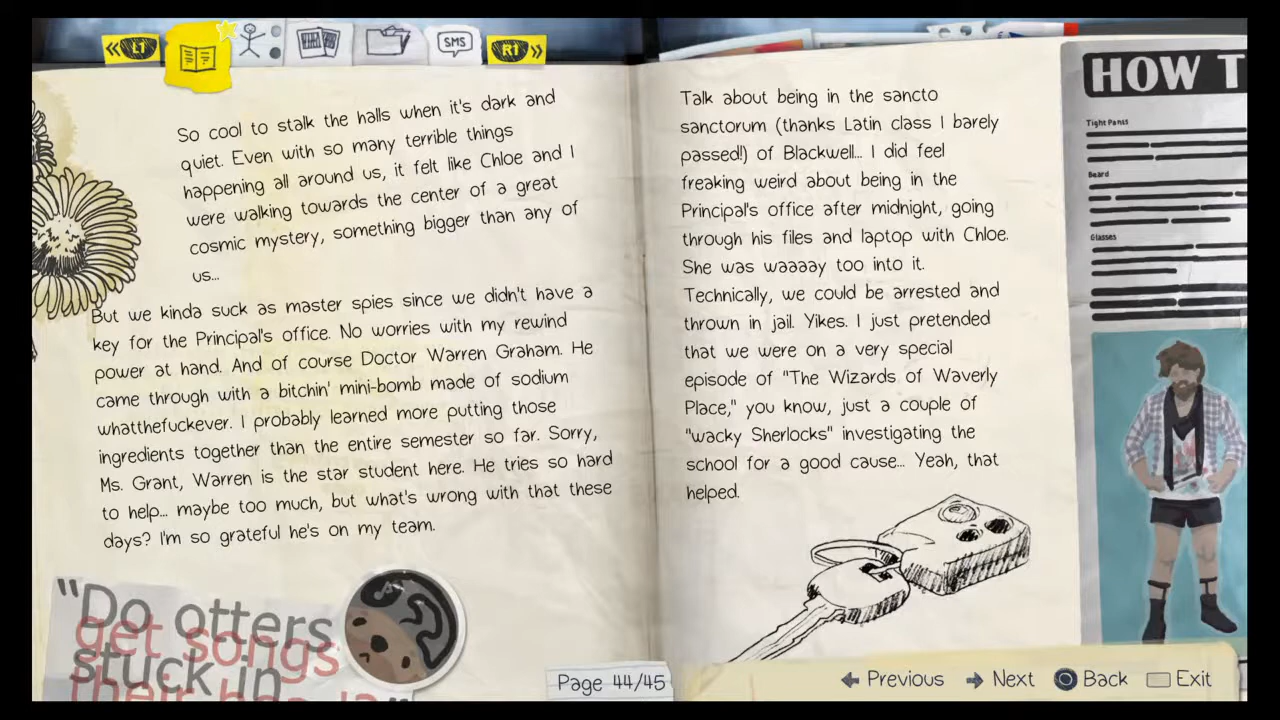 L1
SMS
R1
So cool to stalk the halls when it's dark and
quiet. Even with so many terrible things
happening all around us, it felt like Chloe and I
were walking towards the center of a great
cosmic mystery, something bigger than any of
us...
But we kinda suck as master spies since we didn't have a
key for the Principal's office. No worries with my rewind
power at hand. And of course Doctor Warren Graham. He
came through with a bitchin' mini-bomb made of sodium
whatthefuckever. I probably learned more putting those
ingredients together than the entire semester so far. Sorry,
Ms. Grant, Warren is the star student here. He tries so hard
to help... maybe too much, but what's wrong with that these
days? I'm so grateful he's on my team.
"Do otters
get songs
stuck in
their heads?"
Talk about being in the sancto
sanctorum (thanks Latin class I barely
passed!) of Blackwell... I did feel
freaking weird about being in the
Principal's office after midnight, going
through his files and laptop with Chloe.
She was waaaay too into it.
Technically, we could be arrested and
thrown in jail. Yikes. I just pretended
that we were on a very special
episode of "The Wizards of Waverly
Place," you know, just a couple of
"wacky Sherlocks" investigating the
school for a good cause... Yeah, that
helped.
HOW T
Tight Pants
Beard
Glasses
Page 44/45
Previous
Next
Back
Exit